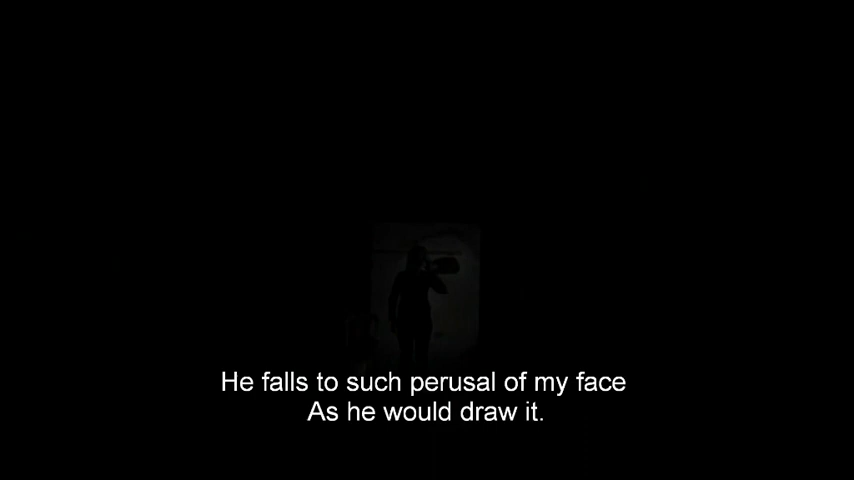 He falls to such perusal of my face
As he would draw it.